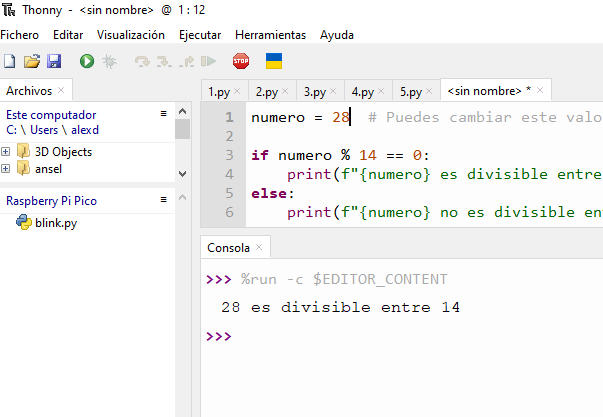 Thonny - <sin nombre> @ 1:12
Fichero Editar Visualización Ejecutar Herramientas Ayuda
STOP
Archivos
Este computador
C: \ Users \ alexd
3D Objects
ansel
Raspberry Pi Pico
blink.py
1.py 2.py 3.py 4.py 5.py <sin nombre> *
1 numero = 28 # Puedes cambiar este valo
2
3 if numero % 14 == 0:
4 print(f"{numero} es divisible entre
5 else:
6 print(f"{numero} no es divisible en
Consola
>>> %run -c $EDITOR_CONTENT
28 es divisible entre 14
>>>